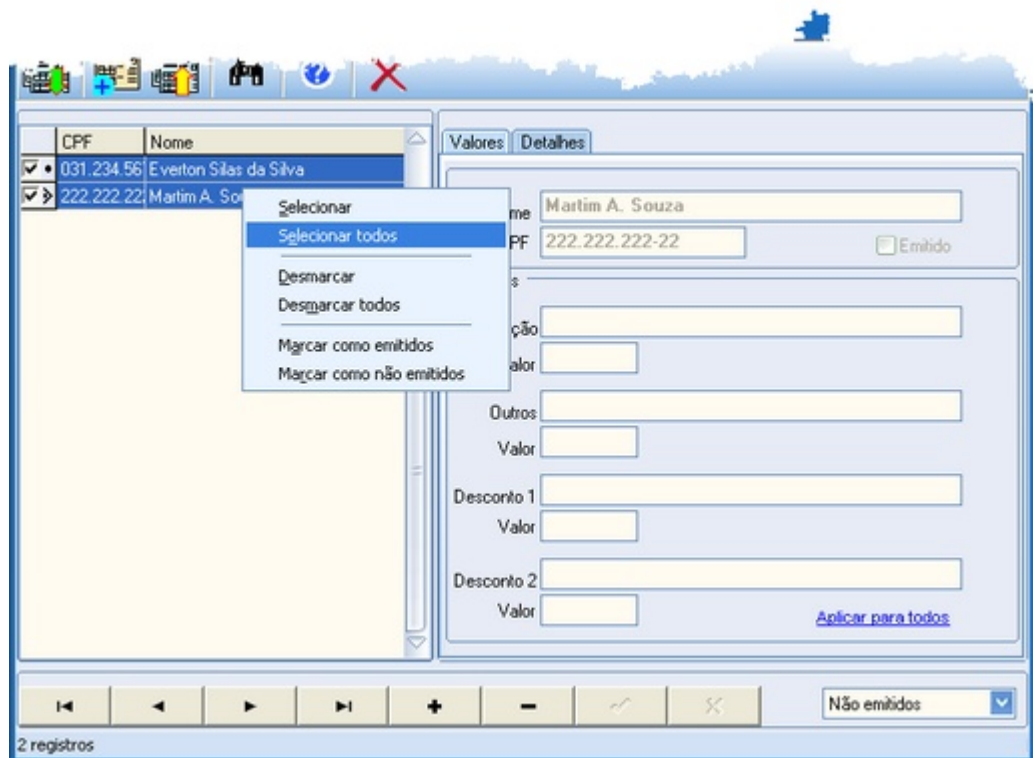 CPF Nome
031.234.56 Everton Silas da Silva
222.222.22 Martim A. Sou
Selecionar
Selecionar todos
Desmarcar
Desmarcar todos
Marcar como emitidos
Marcar como não emitidos
Valores Detalhes
me Martim A. Souza
PF 222.222.222-22 Emitido
s
ção
alor
Outros
Valor
Desconto 1
Valor
Desconto 2
Valor Aplicar para todos
Não emitidos
2 registros